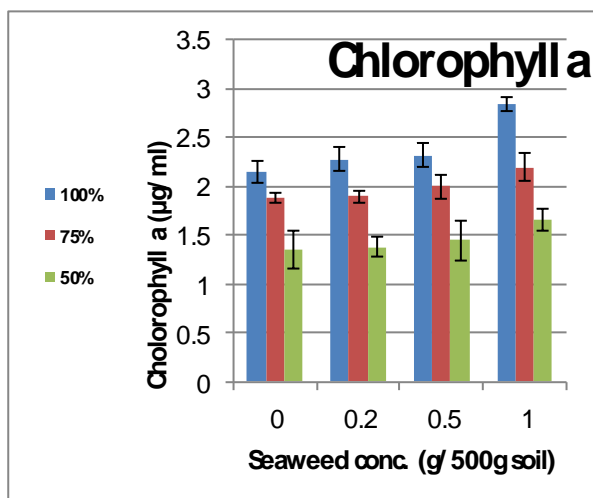 Chlorophyll a
3.5
3
2.5
2
1.5
1
0.5
0
Cholorophyll a (µg/ml)
100%
75%
50%
0 0.2 0.5 1
Seaweed conc. (g/500g soil)